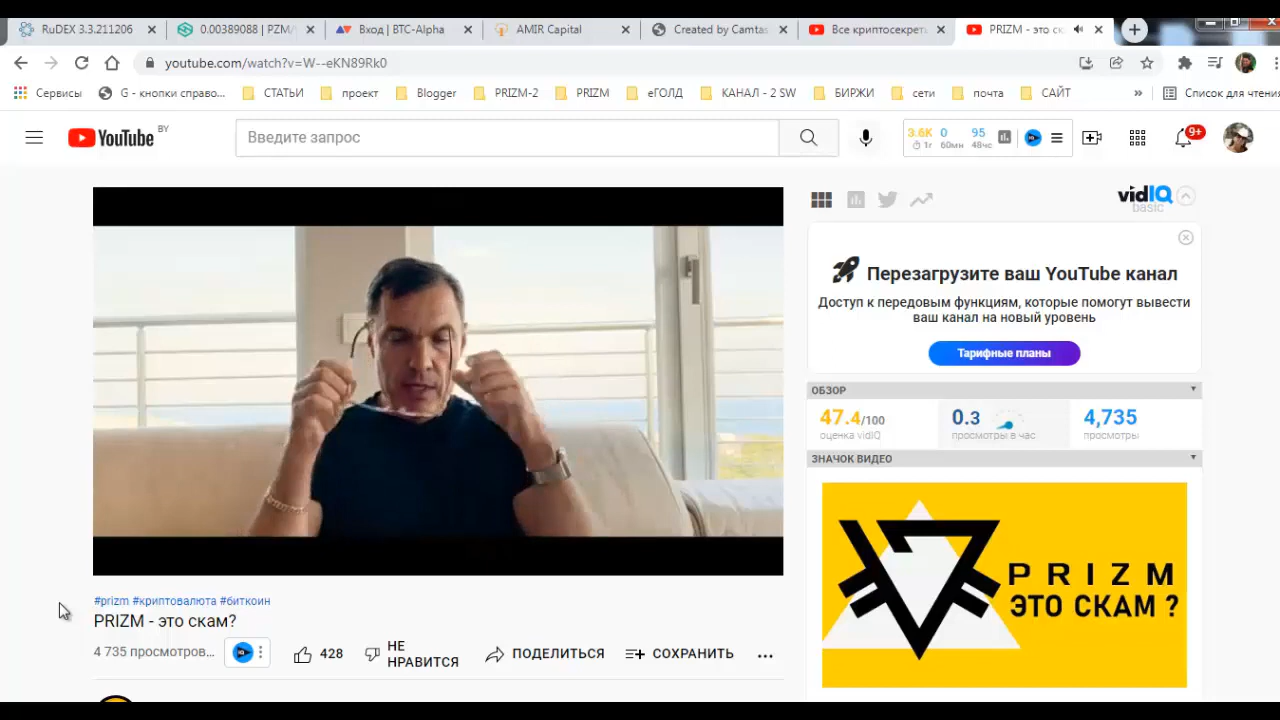 RuDEX 3.3.211206
0.00389088 | PZM/
Вход | BTC-Alpha
AMIR Capital
Created by Camtas
Все криптосекрет
PRIZM - это ск
youtube.com/watch?v=W--eKN89Rk0
Сервисы
G - кнопки справо...
СТАТЬИ
проект
Blogger
PRIZM-2
PRIZM
еГОЛД
КАНАЛ - 2 SW
БИРЖИ
сети
почта
САЙТ
»
Список для чтения
YouTube BY
Введите запрос
3.6K 0 95
1г 60мн 48чс
9+
vidIQ
basic
Перезагрузите ваш YouTube канал
Доступ к передовым функциям, которые помогут вывести
ваш канал на новый уровень
Тарифные планы
ОБЗОР
47.4/100
оценка vidIQ
0.3
просмотры в час
4,735
просмотры
ЗНАЧОК ВИДЕО
PRIZM
ЭТО СКАМ ?
#prizm #криптовалюта #биткоин
PRIZM - это скам?
4 735 просмотров...
IQ
428
НЕ
НРАВИТСЯ
ПОДЕЛИТЬСЯ
СОХРАНИТЬ
...